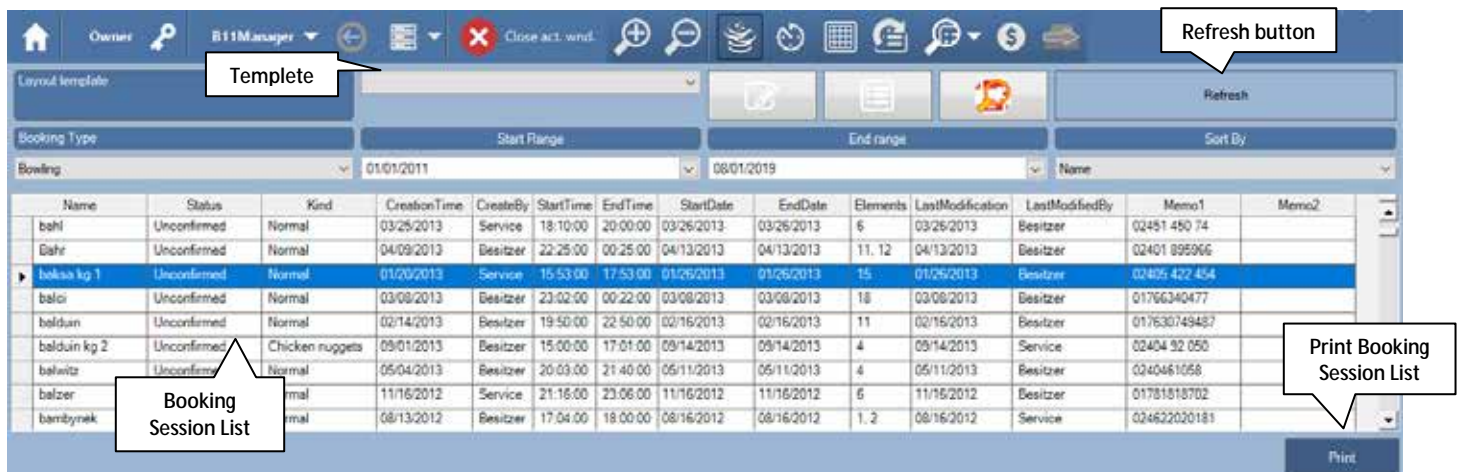 Owner B11Manager Close act. wnd. Refresh button
Templete
Layout template
Refresh
Booking Type Start Range End range Sort By
Bowling 01/01/2011 08/01/2019 Name
Name Status Kind CreationTime CreateBy StartTime EndTime StartDate EndDate Elements LastModification LastModifiedBy Memo1 Memo2
bahl Unconfirmed Normal 03/25/2013 Service 18:10:00 20:00:00 03/26/2013 03/26/2013 6 03/26/2013 Besitzer 02451 450 74
Bahr Unconfirmed Normal 04/09/2013 Besitzer 22:25:00 00:25:00 04/13/2013 04/13/2013 11, 12 04/13/2013 Besitzer 02401 895966
baksa kg 1 Unconfirmed Normal 01/20/2013 Service 15:53:00 17:53:00 01/26/2013 01/26/2013 15 01/26/2013 Besitzer 02405 422 454
balci Unconfirmed Normal 03/08/2013 Besitzer 23:02:00 00:22:00 03/08/2013 03/08/2013 18 03/08/2013 Besitzer 01766340477
balduin Unconfirmed Normal 02/14/2013 Besitzer 19:50:00 22:50:00 02/16/2013 02/16/2013 11 02/16/2013 Besitzer 017630749487
balduin kg 2 Unconfirmed Chicken nuggets 09/01/2013 Besitzer 15:00:00 17:01:00 09/14/2013 09/14/2013 4 09/14/2013 Service 02404 92 050
balwitz Unconfirmed Normal 05/04/2013 Besitzer 20:03:00 21:40:00 05/11/2013 05/11/2013 4 05/11/2013 Besitzer 0240461058
balzer 11/16/2012 Service 21:16:00 23:06:00 11/16/2012 11/16/2012 6 11/16/2012 Besitzer 01781818702
bambynek 08/13/2012 Besitzer 17:04:00 18:00:00 08/16/2012 08/16/2012 1, 2 08/16/2012 Service 024622020181
Booking
Session List
Print Booking
Session List
Print